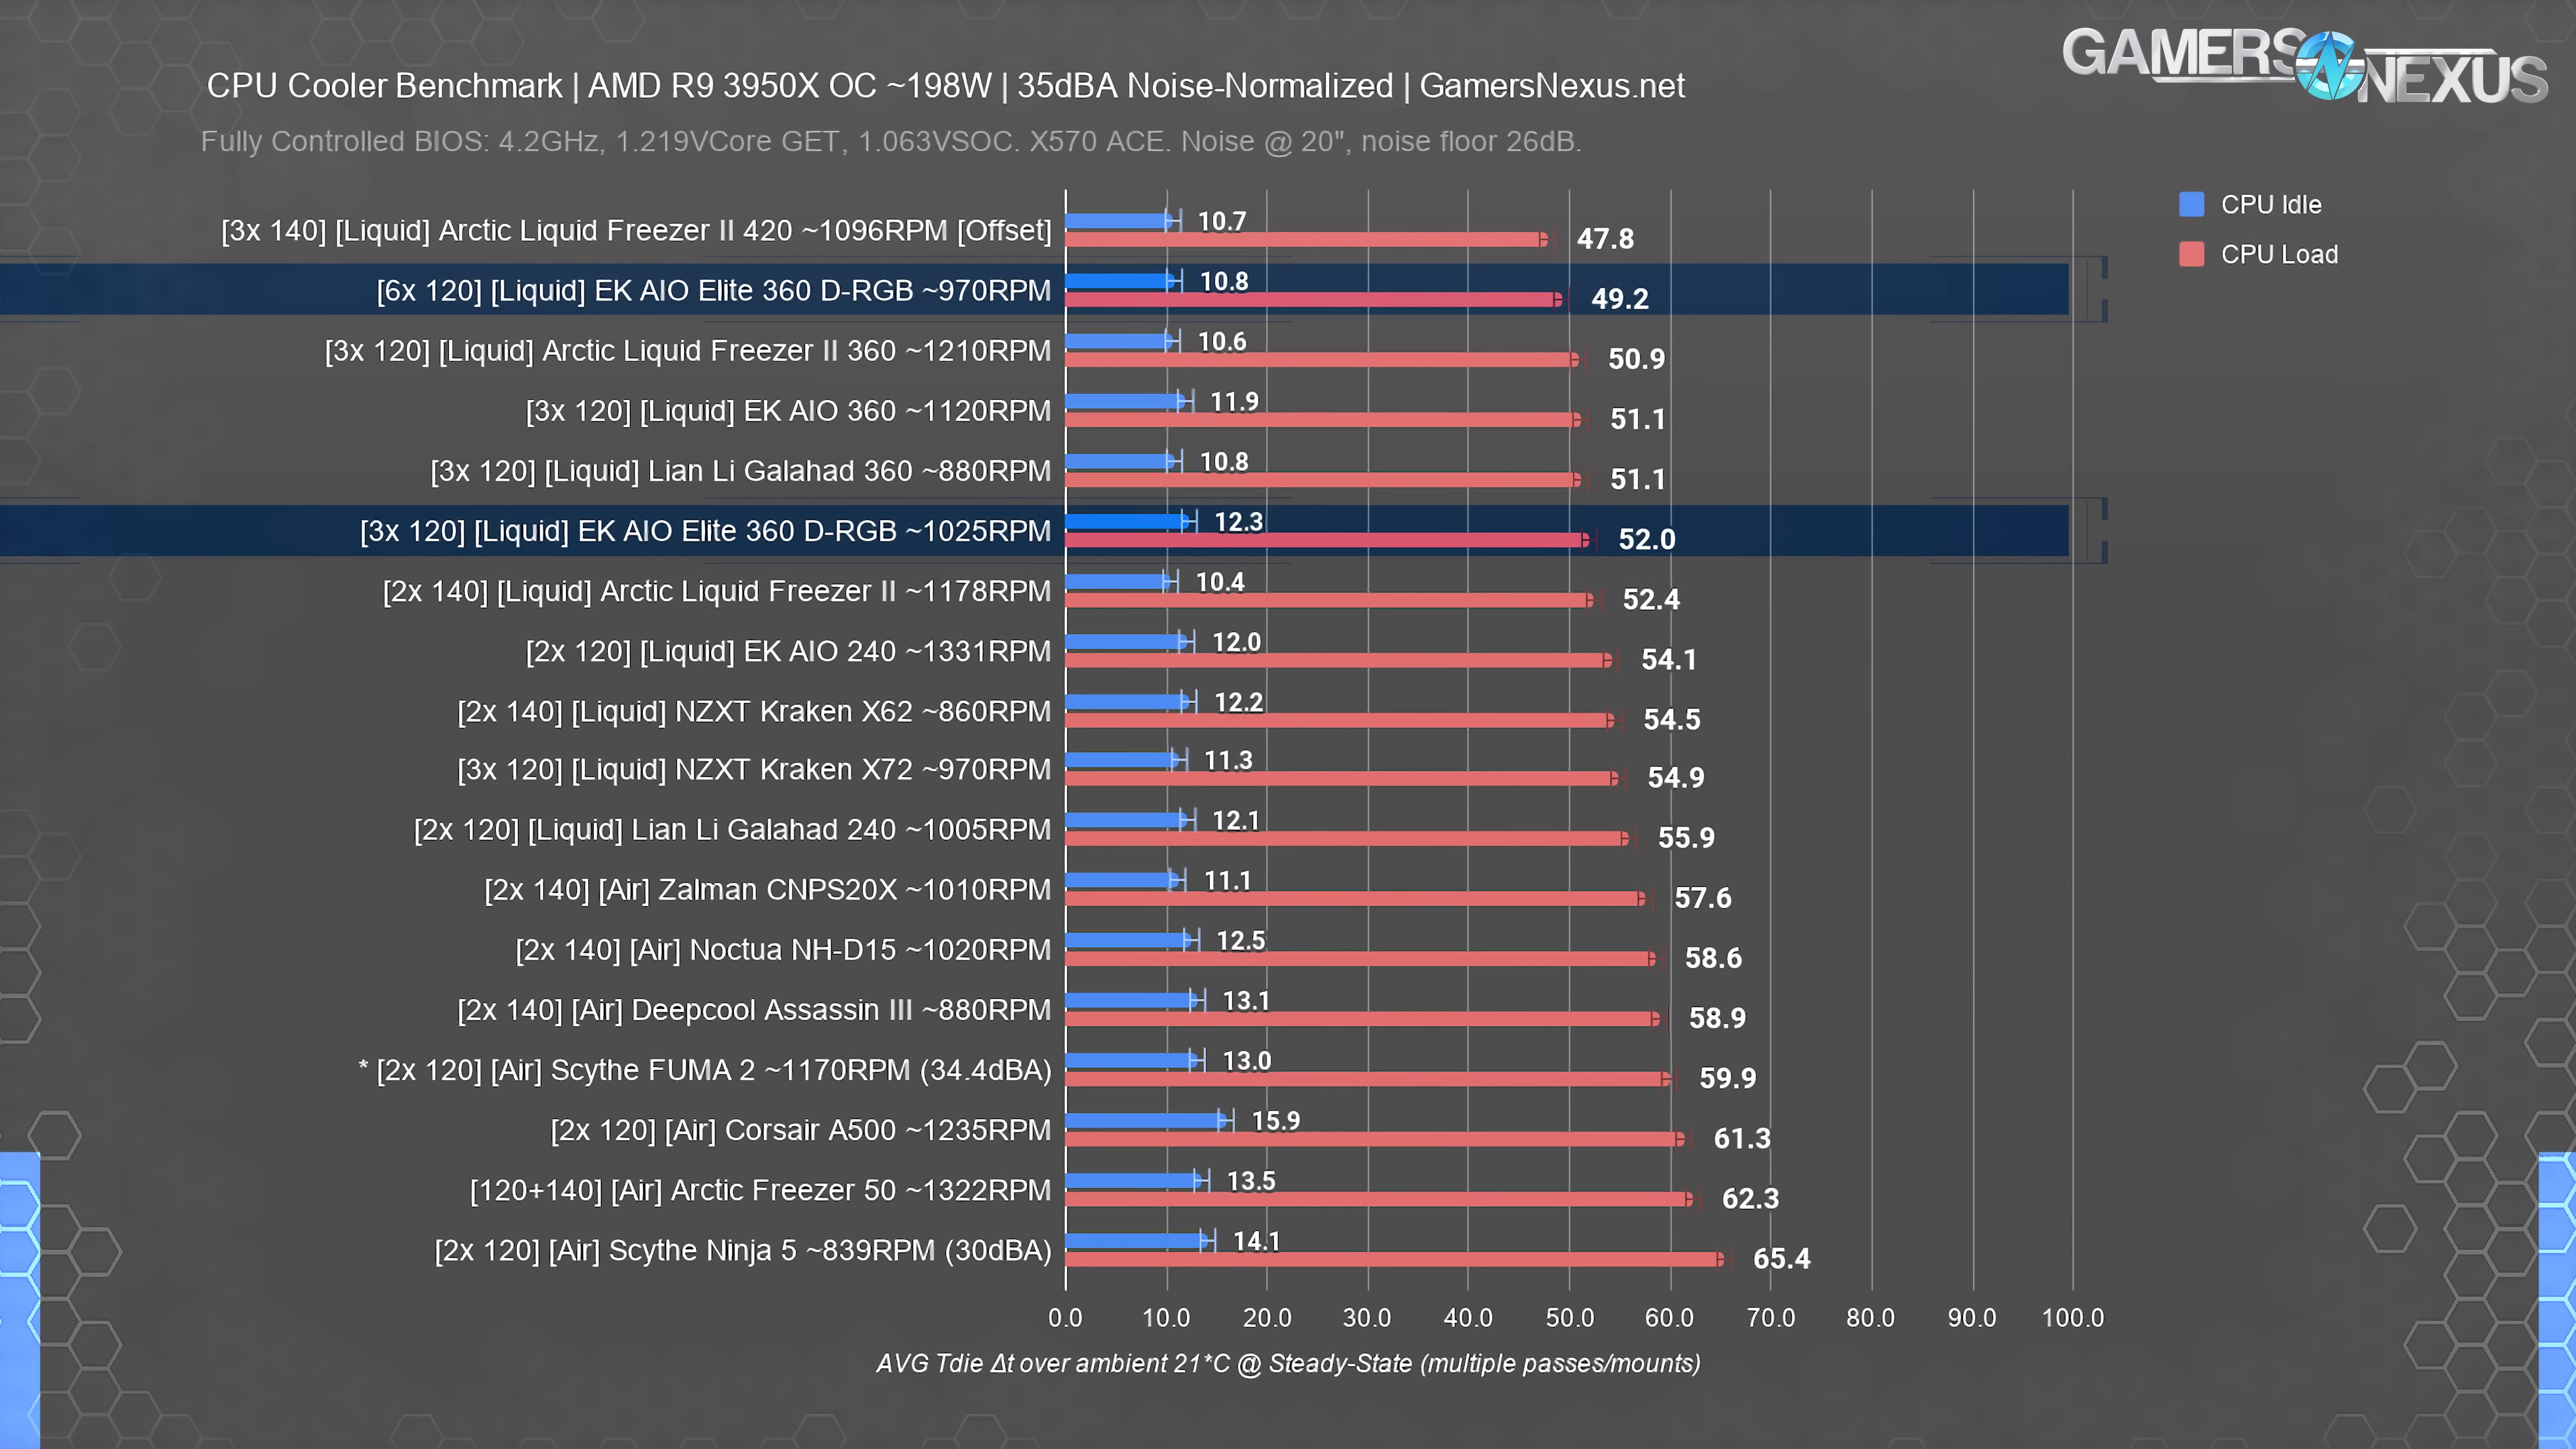 GAMERS NEXUS
CPU Cooler Benchmark | AMD R9 3950X OC ~198W | 35dBA Noise-Normalized | GamersNexus.net
Fully Controlled BIOS: 4.2GHz, 1.219VCore GET, 1.063VSOC. X570 ACE. Noise @ 20", noise floor 26dB.
CPU Idle
CPU Load
[3x 140] [Liquid] Arctic Liquid Freezer II 420 ~1096RPM [Offset] 10.7 47.8
[6x 120] [Liquid] EK AIO Elite 360 D-RGB ~970RPM 10.8 49.2
[3x 120] [Liquid] Arctic Liquid Freezer II 360 ~1210RPM 10.6 50.9
[3x 120] [Liquid] EK AIO 360 ~1120RPM 11.9 51.1
[3x 120] [Liquid] Lian Li Galahad 360 ~880RPM 10.8 51.1
[3x 120] [Liquid] EK AIO Elite 360 D-RGB ~1025RPM 12.3 52.0
[2x 140] [Liquid] Arctic Liquid Freezer II ~1178RPM 10.4 52.4
[2x 120] [Liquid] EK AIO 240 ~1331RPM 12.0 54.1
[2x 140] [Liquid] NZXT Kraken X62 ~860RPM 12.2 54.5
[3x 120] [Liquid] NZXT Kraken X72 ~970RPM 11.3 54.9
[2x 120] [Liquid] Lian Li Galahad 240 ~1005RPM 12.1 55.9
[2x 140] [Air] Zalman CNPS20X ~1010RPM 11.1 57.6
[2x 140] [Air] Noctua NH-D15 ~1020RPM 12.5 58.6
[2x 140] [Air] Deepcool Assassin III ~880RPM 13.1 58.9
* [2x 120] [Air] Scythe FUMA 2 ~1170RPM (34.4dBA) 13.0 59.9
[2x 120] [Air] Corsair A500 ~1235RPM 15.9 61.3
[120+140] [Air] Arctic Freezer 50 ~1322RPM 13.5 62.3
[2x 120] [Air] Scythe Ninja 5 ~839RPM (30dBA) 14.1 65.4
0.0 10.0 20.0 30.0 40.0 50.0 60.0 70.0 80.0 90.0 100.0
AVG Tdie Δt over ambient 21*C @ Steady-State (multiple passes/mounts)